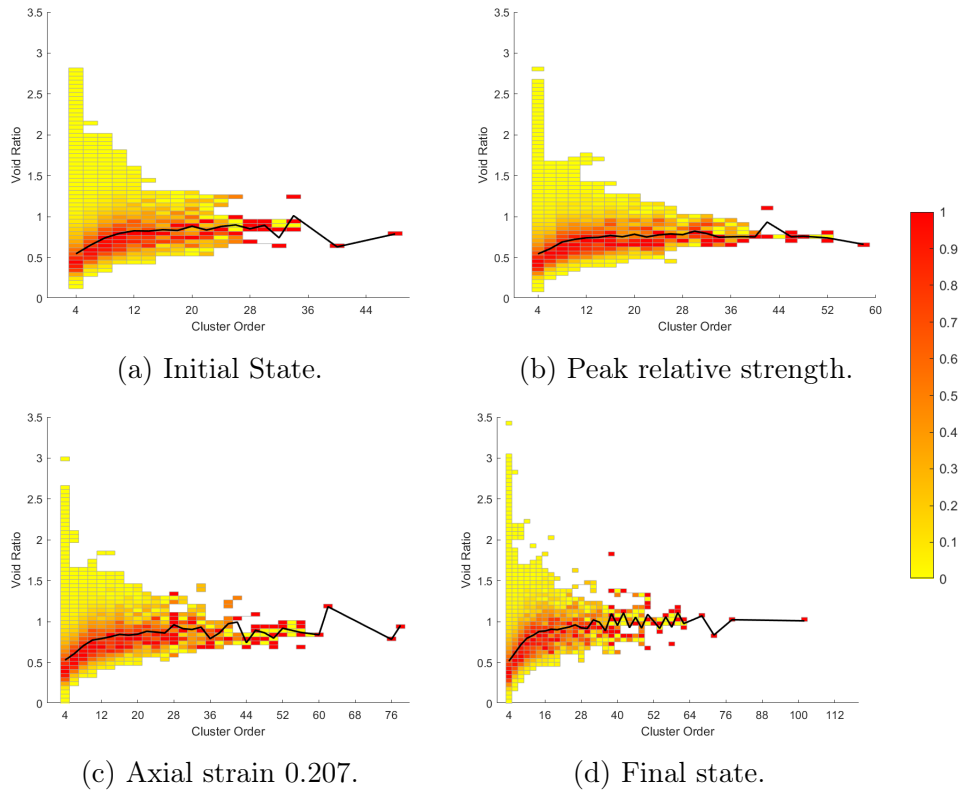 3.5
3
2.5
2
1.5
1
0.5
0
Void Ratio
4 12 20 28 36 44
Cluster Order
(a) Initial State.
3.5
3
2.5
2
1.5
1
0.5
0
Void Ratio
4 12 20 28 36 44 52 60
Cluster Order
(b) Peak relative strength.
3.5
3
2.5
2
1.5
1
0.5
0
Void Ratio
4 12 20 28 36 44 52 60 68 76
Cluster Order
(c) Axial strain 0.207.
3.5
3
2.5
2
1.5
1
0.5
0
Void Ratio
4 16 28 40 52 64 76 88 100 112
Cluster Order
(d) Final state.
1
0.9
0.8
0.7
0.6
0.5
0.4
0.3
0.2
0.1
0